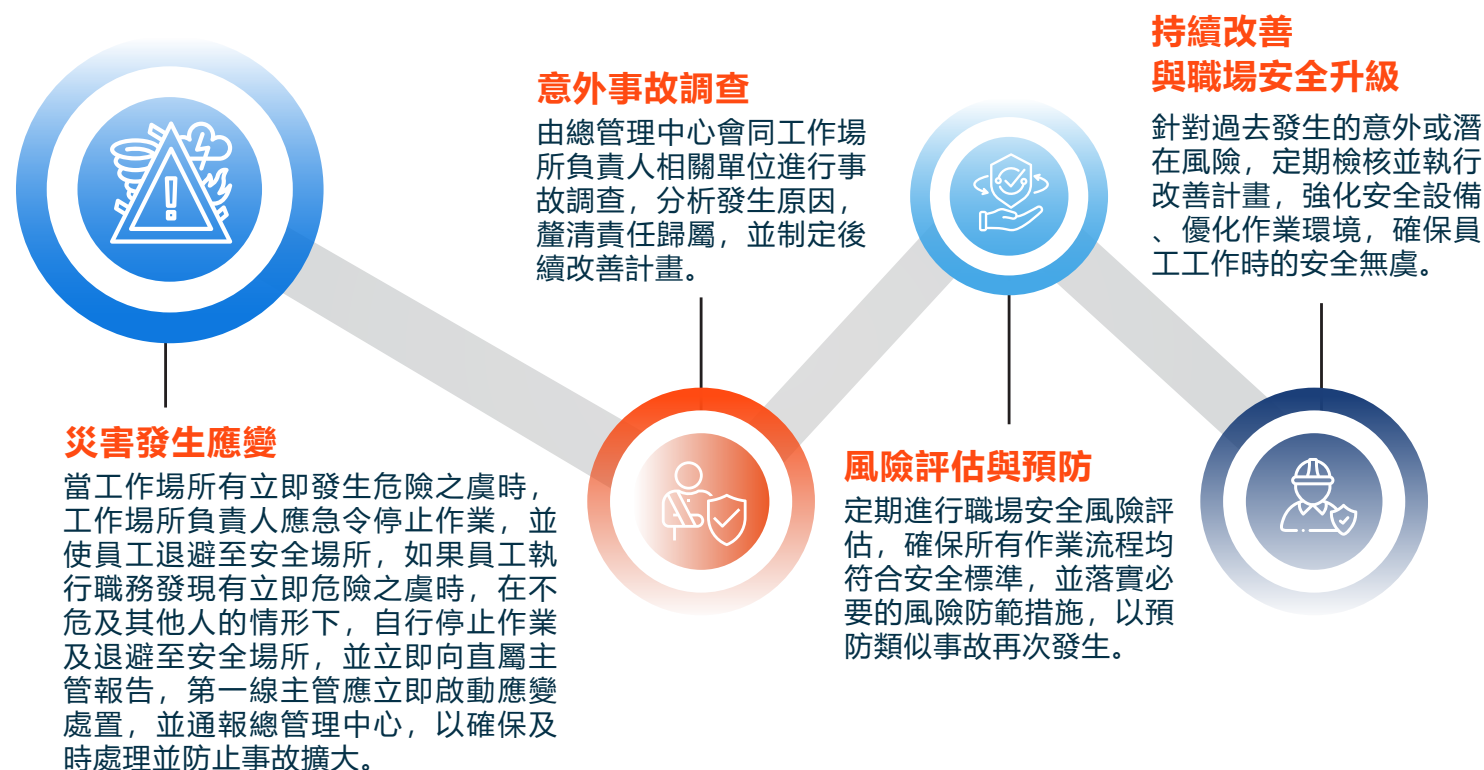 災害發生應變
當工作場所有立即發生危險之虞時，
工作場所負責人應急令停止作業，並
使員工退避至安全場所，如果員工執
行職務發現有立即危險之虞時，在不
危及其他人的情形下，自行停止作業
及退避至安全場所，並立即向直屬主
管報告，第一線主管應立即啟動應變
處置，並通報總管理中心，以確保及
時處理並防止事故擴大。
意外事故調查
由總管理中心會同工作場
所負責人相關單位進行事
故調查，分析發生原因，
釐清責任歸屬，並制定後
續改善計畫。
風險評估與預防
定期進行職場安全風險評
估，確保所有作業流程均
符合安全標準，並落實必
要的風險防範措施，以預
防類似事故再次發生。
持續改善
與職場安全升級
針對過去發生的意外或潛
在風險，定期檢核並執行
改善計畫，強化安全設備
、優化作業環境，確保員
工工作時的安全無虞。